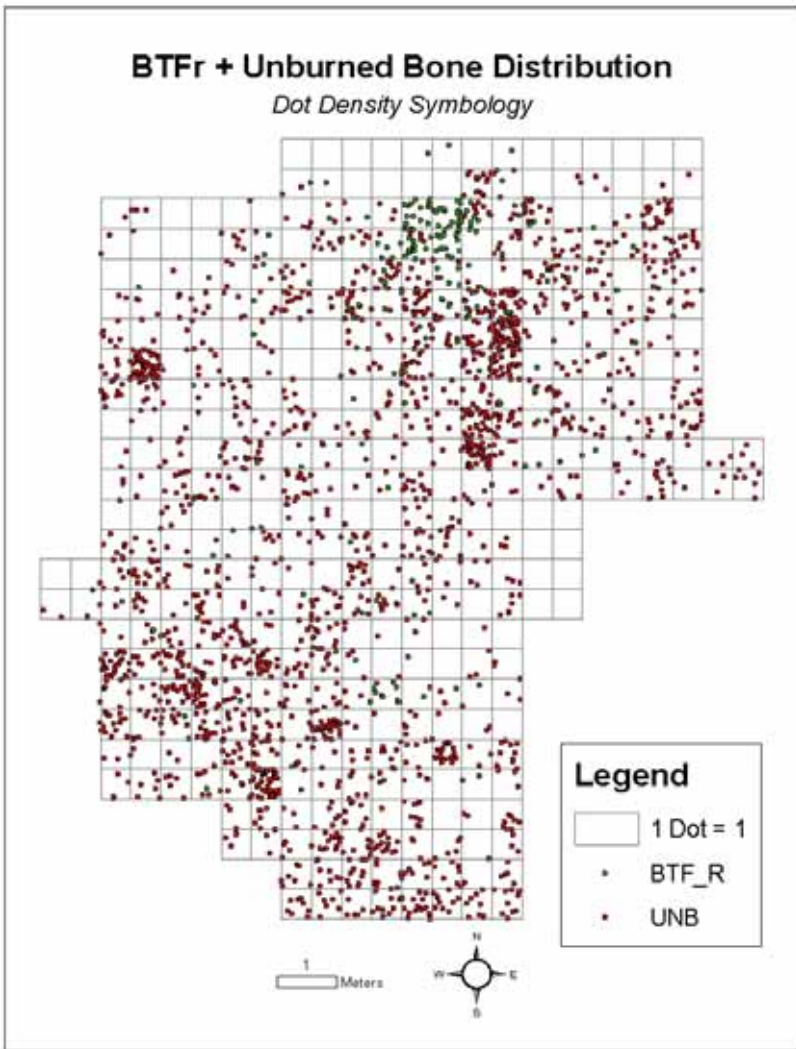 BTFr + Unburned Bone Distribution
Dot Density Symbology
Legend
1 Dot = 1
BTF_R
UNB
1
Meters
N
W
E
S